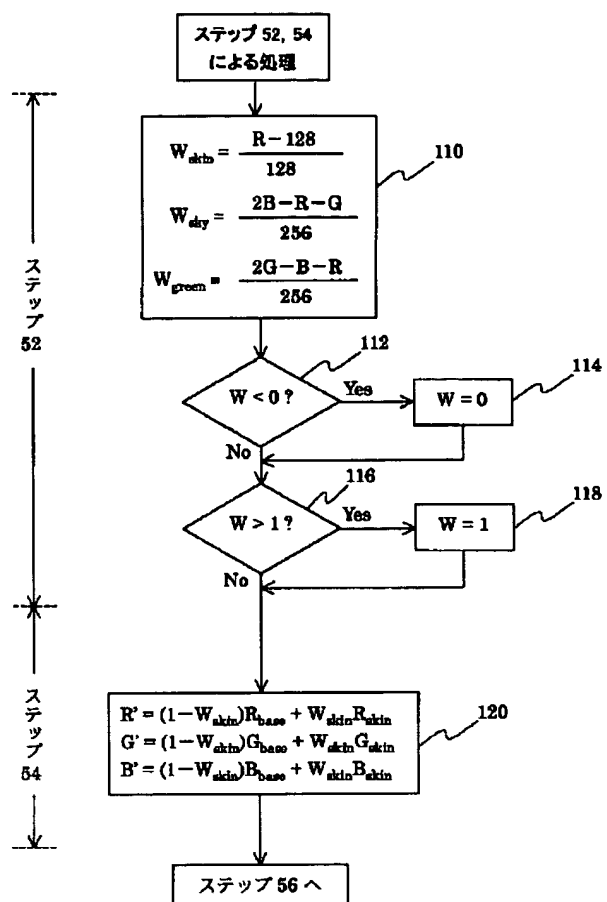 ステップ 52, 54
による処理
W_skin = (R－128)/128
110
W_sky = (2B－R－G)/256
W_green = (2G－B－R)/256
ステップ 52
112
W < 0 ?
Yes
114
W = 0
No
116
W > 1 ?
Yes
118
W = 1
No
ステップ 54
120
R' = (1－W_skin)R_base + W_skin R_skin
G' = (1－W_skin)G_base + W_skin G_skin
B' = (1－W_skin)B_base + W_skin B_skin
ステップ 56 へ